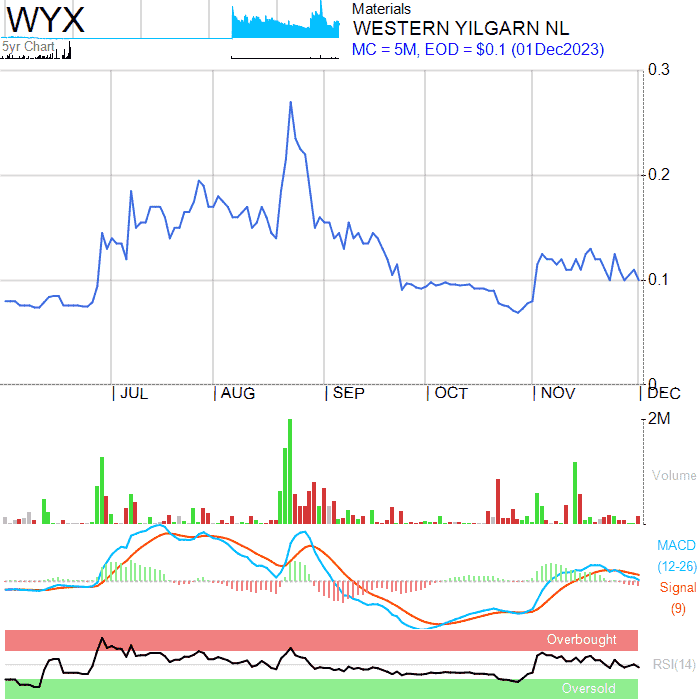 WYX
5yr Chart
Materials
WESTERN YILGARN NL
MC = 5M, EOD = $0.1 (01Dec2023)
0.3
0.2
0.1
0
JUL AUG SEP OCT NOV DEC
2M
Volume
MACD
(12-26)
Signal
(9)
Overbought
RSI(14)
Oversold